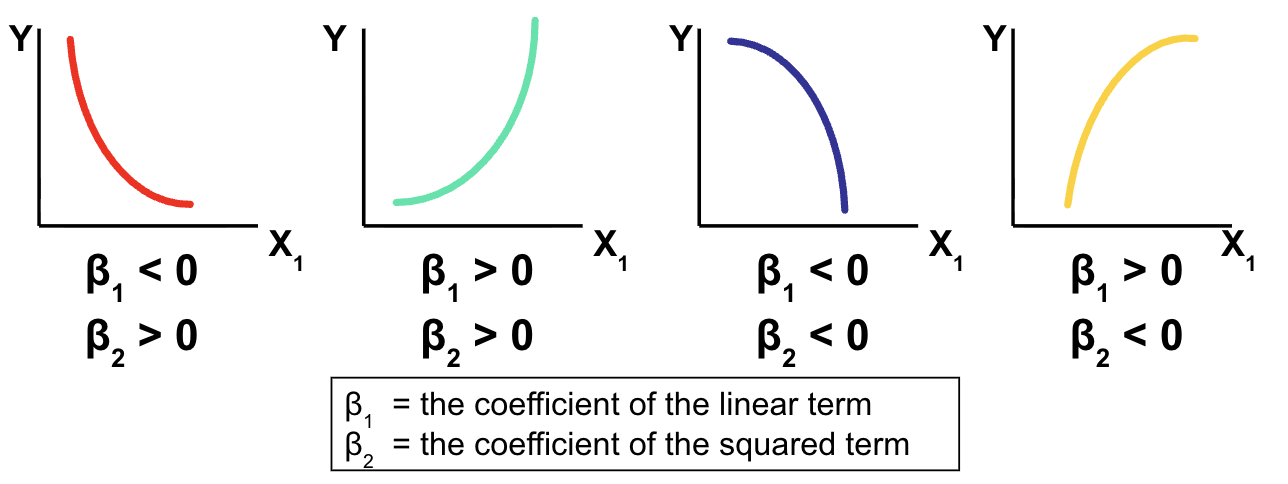 Y Y Y Y
X₁ X₁ X₁ X₁
β₁ < 0 β₁ > 0 β₁ < 0 β₁ > 0
β₂ > 0 β₂ > 0 β₂ < 0 β₂ < 0
β₁ = the coefficient of the linear term
β₂ = the coefficient of the squared term